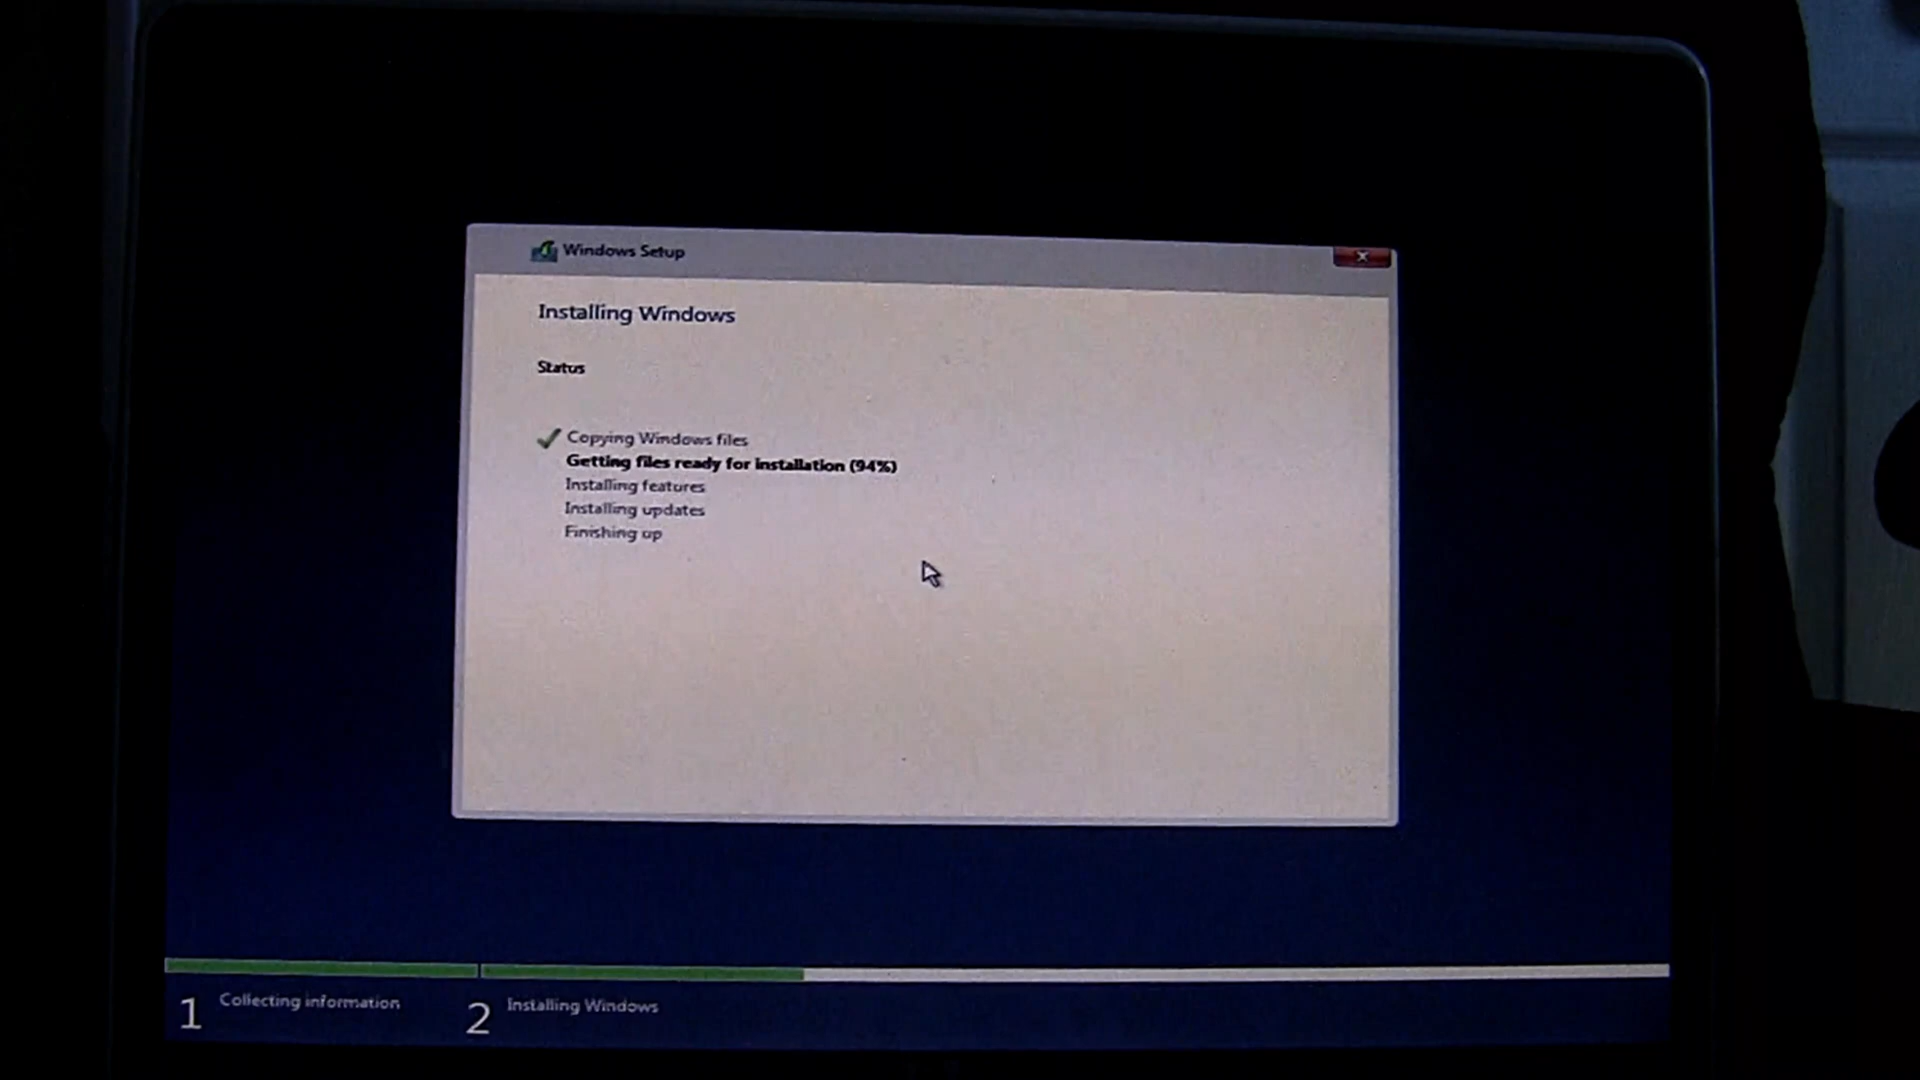 Windows Setup
Installing Windows
Status
Copying Windows files
Getting files ready for installation (94%)
Installing features
Installing updates
Finishing up
1 Collecting information
2 Installing Windows